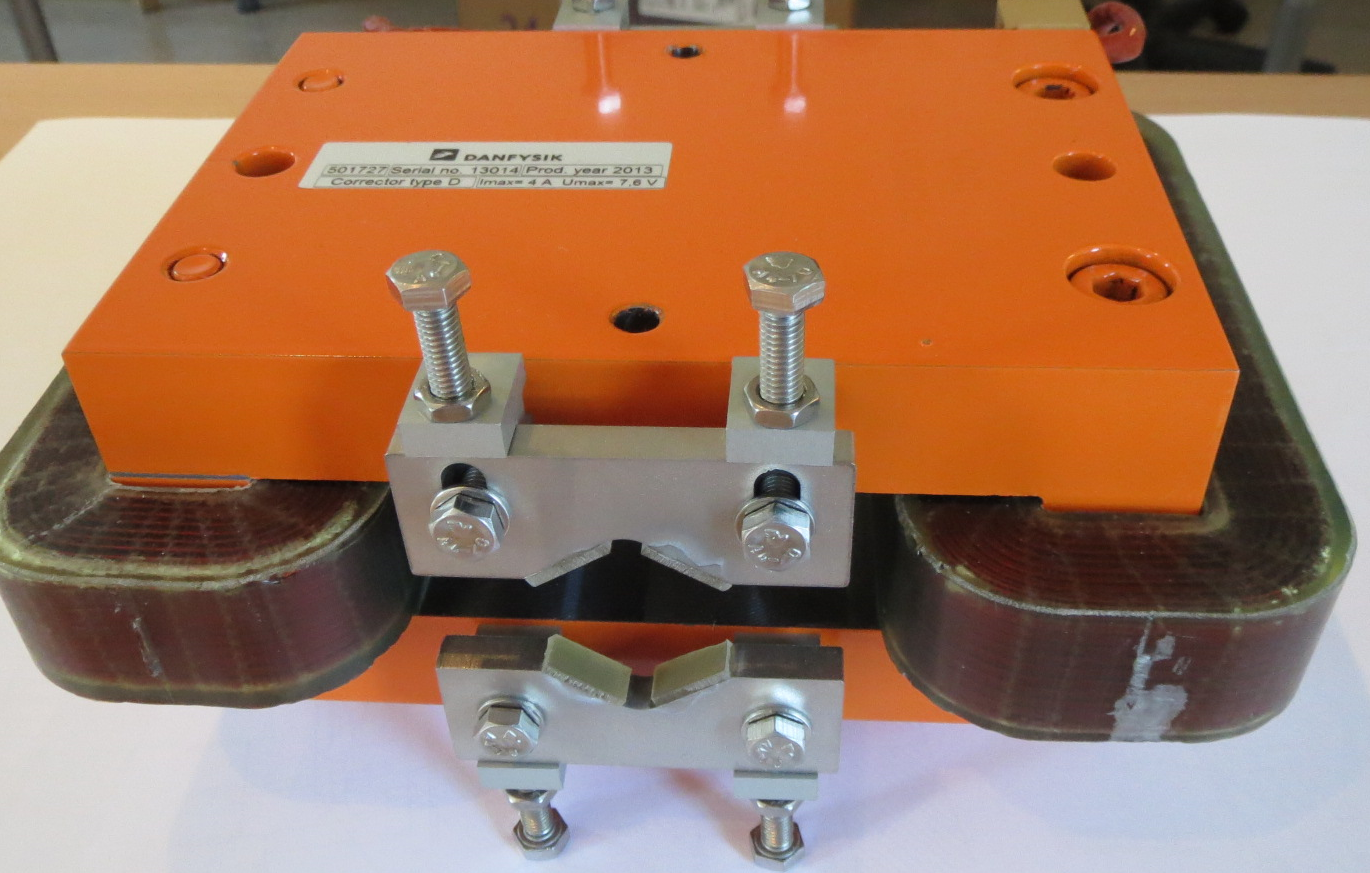 DANFYSIK
501727 Serial no. 13014 Prod. year 2013
Corrector type D Imax= 4 A Umax= 7,6 V